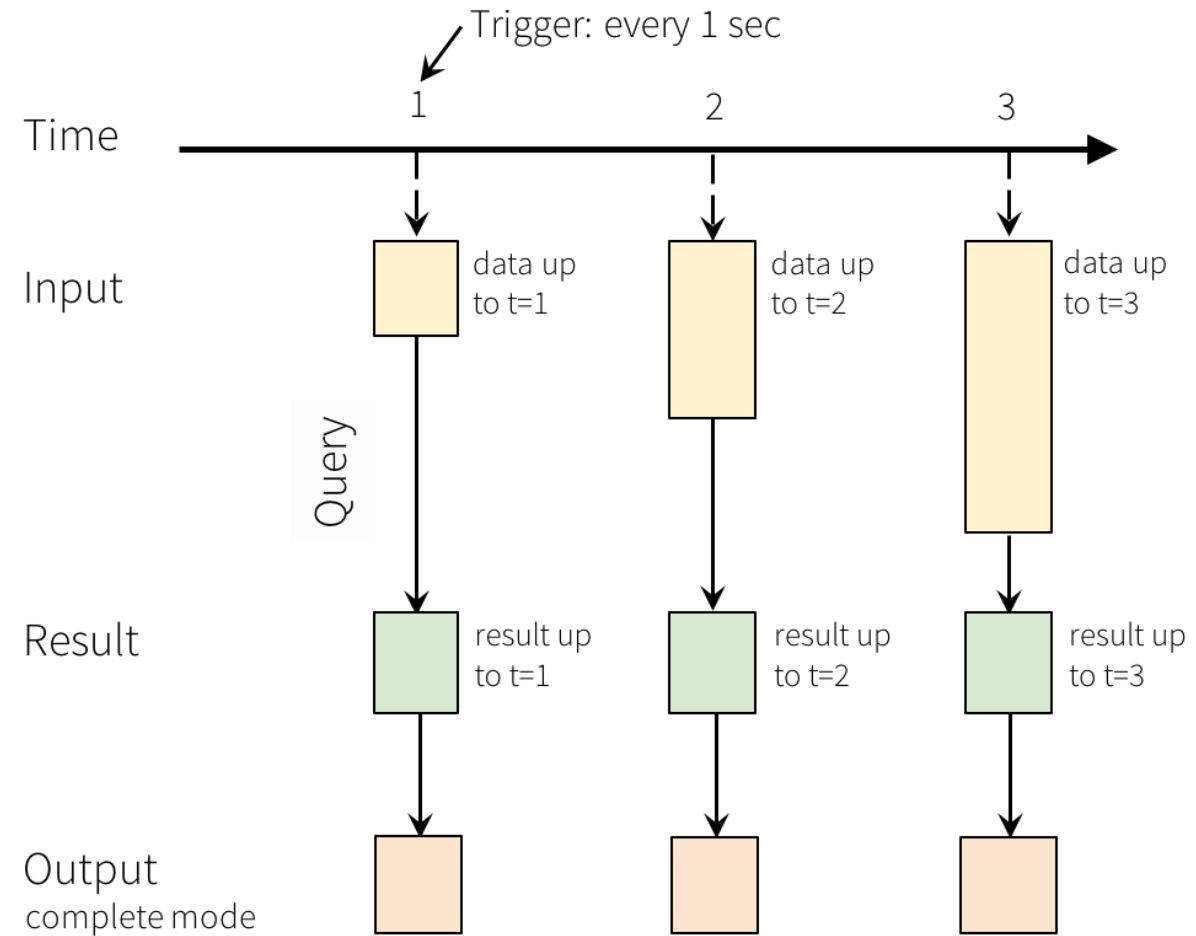 Trigger: every 1 sec
1 2 3
Time
Input
data up
to t=1
data up
to t=2
data up
to t=3
Query
Result
result up
to t=1
result up
to t=2
result up
to t=3
Output
complete mode